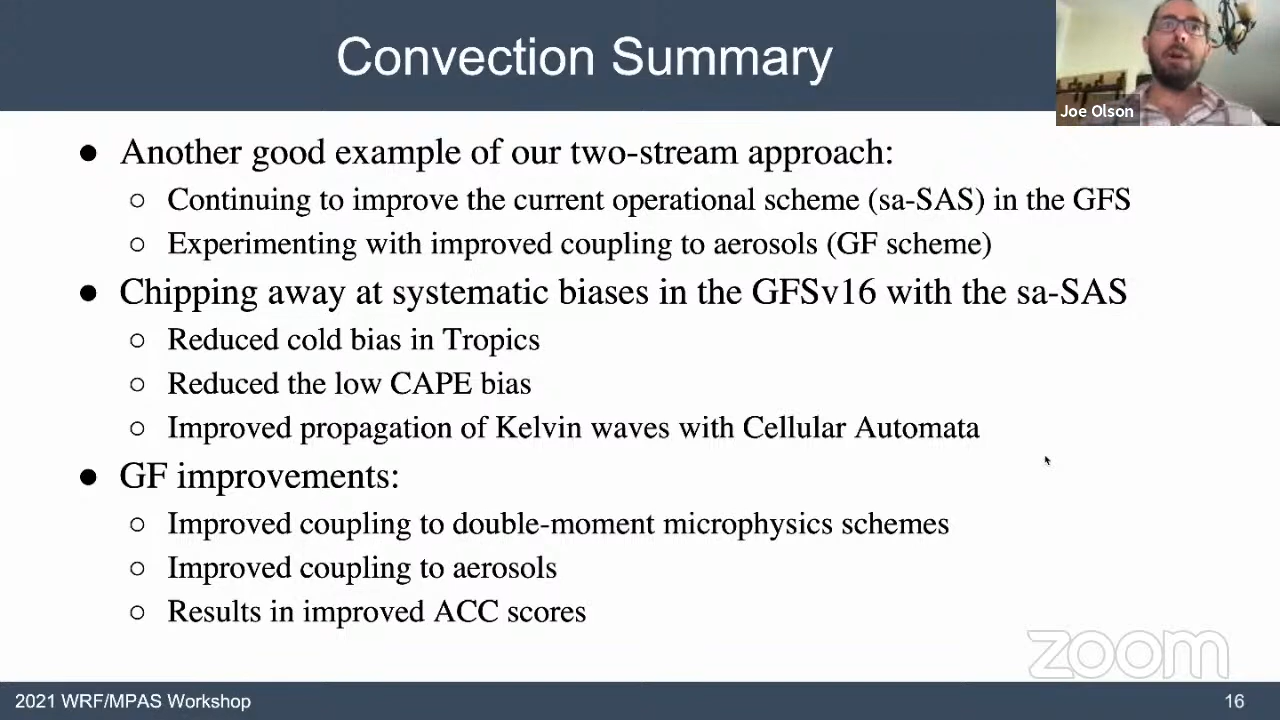 Convection Summary
Joe Olson
● Another good example of our two-stream approach:
○ Continuing to improve the current operational scheme (sa-SAS) in the GFS
○ Experimenting with improved coupling to aerosols (GF scheme)
● Chipping away at systematic biases in the GFSv16 with the sa-SAS
○ Reduced cold bias in Tropics
○ Reduced the low CAPE bias
○ Improved propagation of Kelvin waves with Cellular Automata
● GF improvements:
○ Improved coupling to double-moment microphysics schemes
○ Improved coupling to aerosols
○ Results in improved ACC scores
zoom
2021 WRF/MPAS Workshop
16